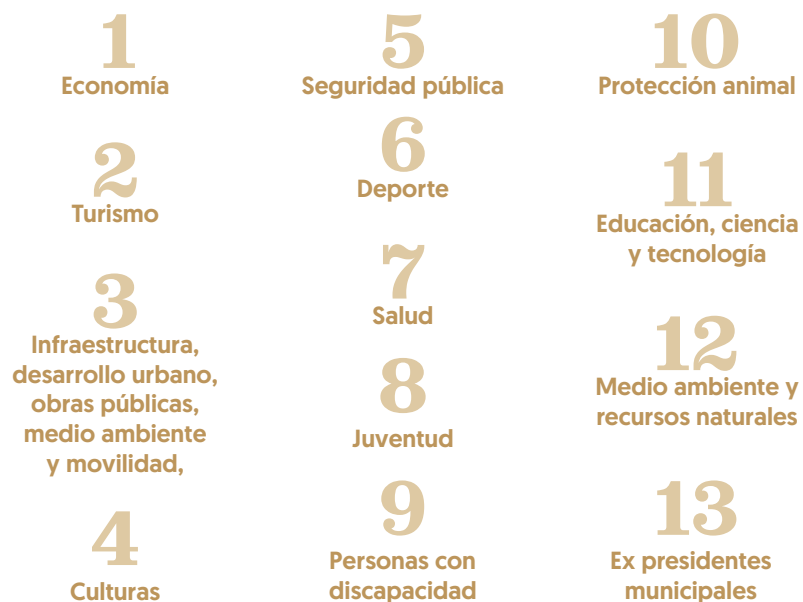 1
Economía
2
Turismo
3
Infraestructura,
desarrollo urbano,
obras públicas,
medio ambiente
y movilidad,
4
Culturas
5
Seguridad pública
6
Deporte
7
Salud
8
Juventud
9
Personas con
discapacidad
10
Protección animal
11
Educación, ciencia
y tecnología
12
Medio ambiente y
recursos naturales
13
Ex presidentes
municipales